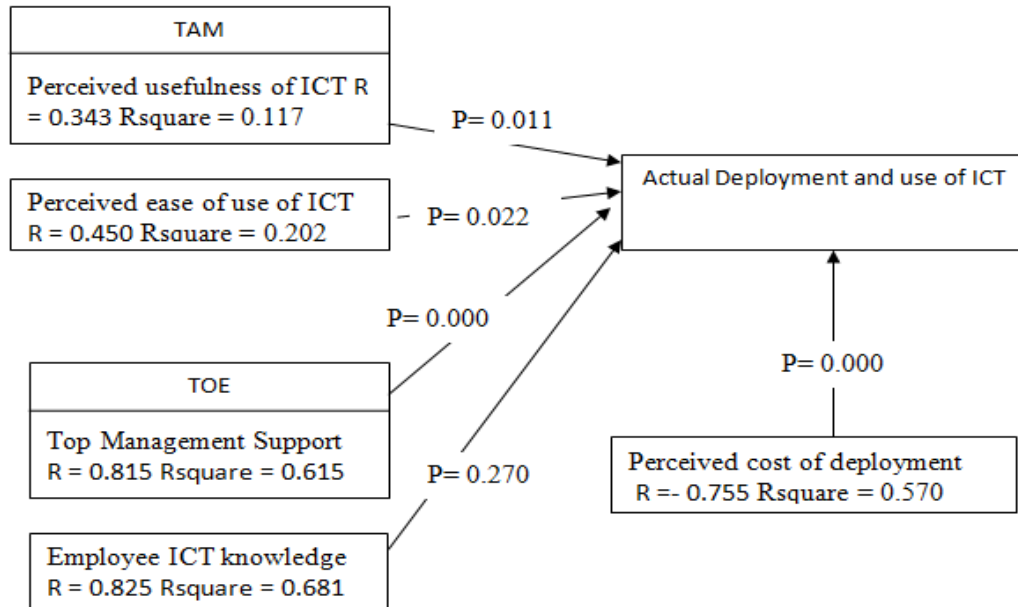 TAM
Perceived usefulness of ICT R
= 0.343 Rsquare = 0.117
P= 0.011
Actual Deployment and use of ICT
Perceived ease of use of ICT
R = 0.450 Rsquare = 0.202
P= 0.022
P= 0.000
TOE
Top Management Support
R = 0.815 Rsquare = 0.615
P= 0.270
P= 0.000
Perceived cost of deployment
R =- 0.755 Rsquare = 0.570
Employee ICT knowledge
R = 0.825 Rsquare = 0.681